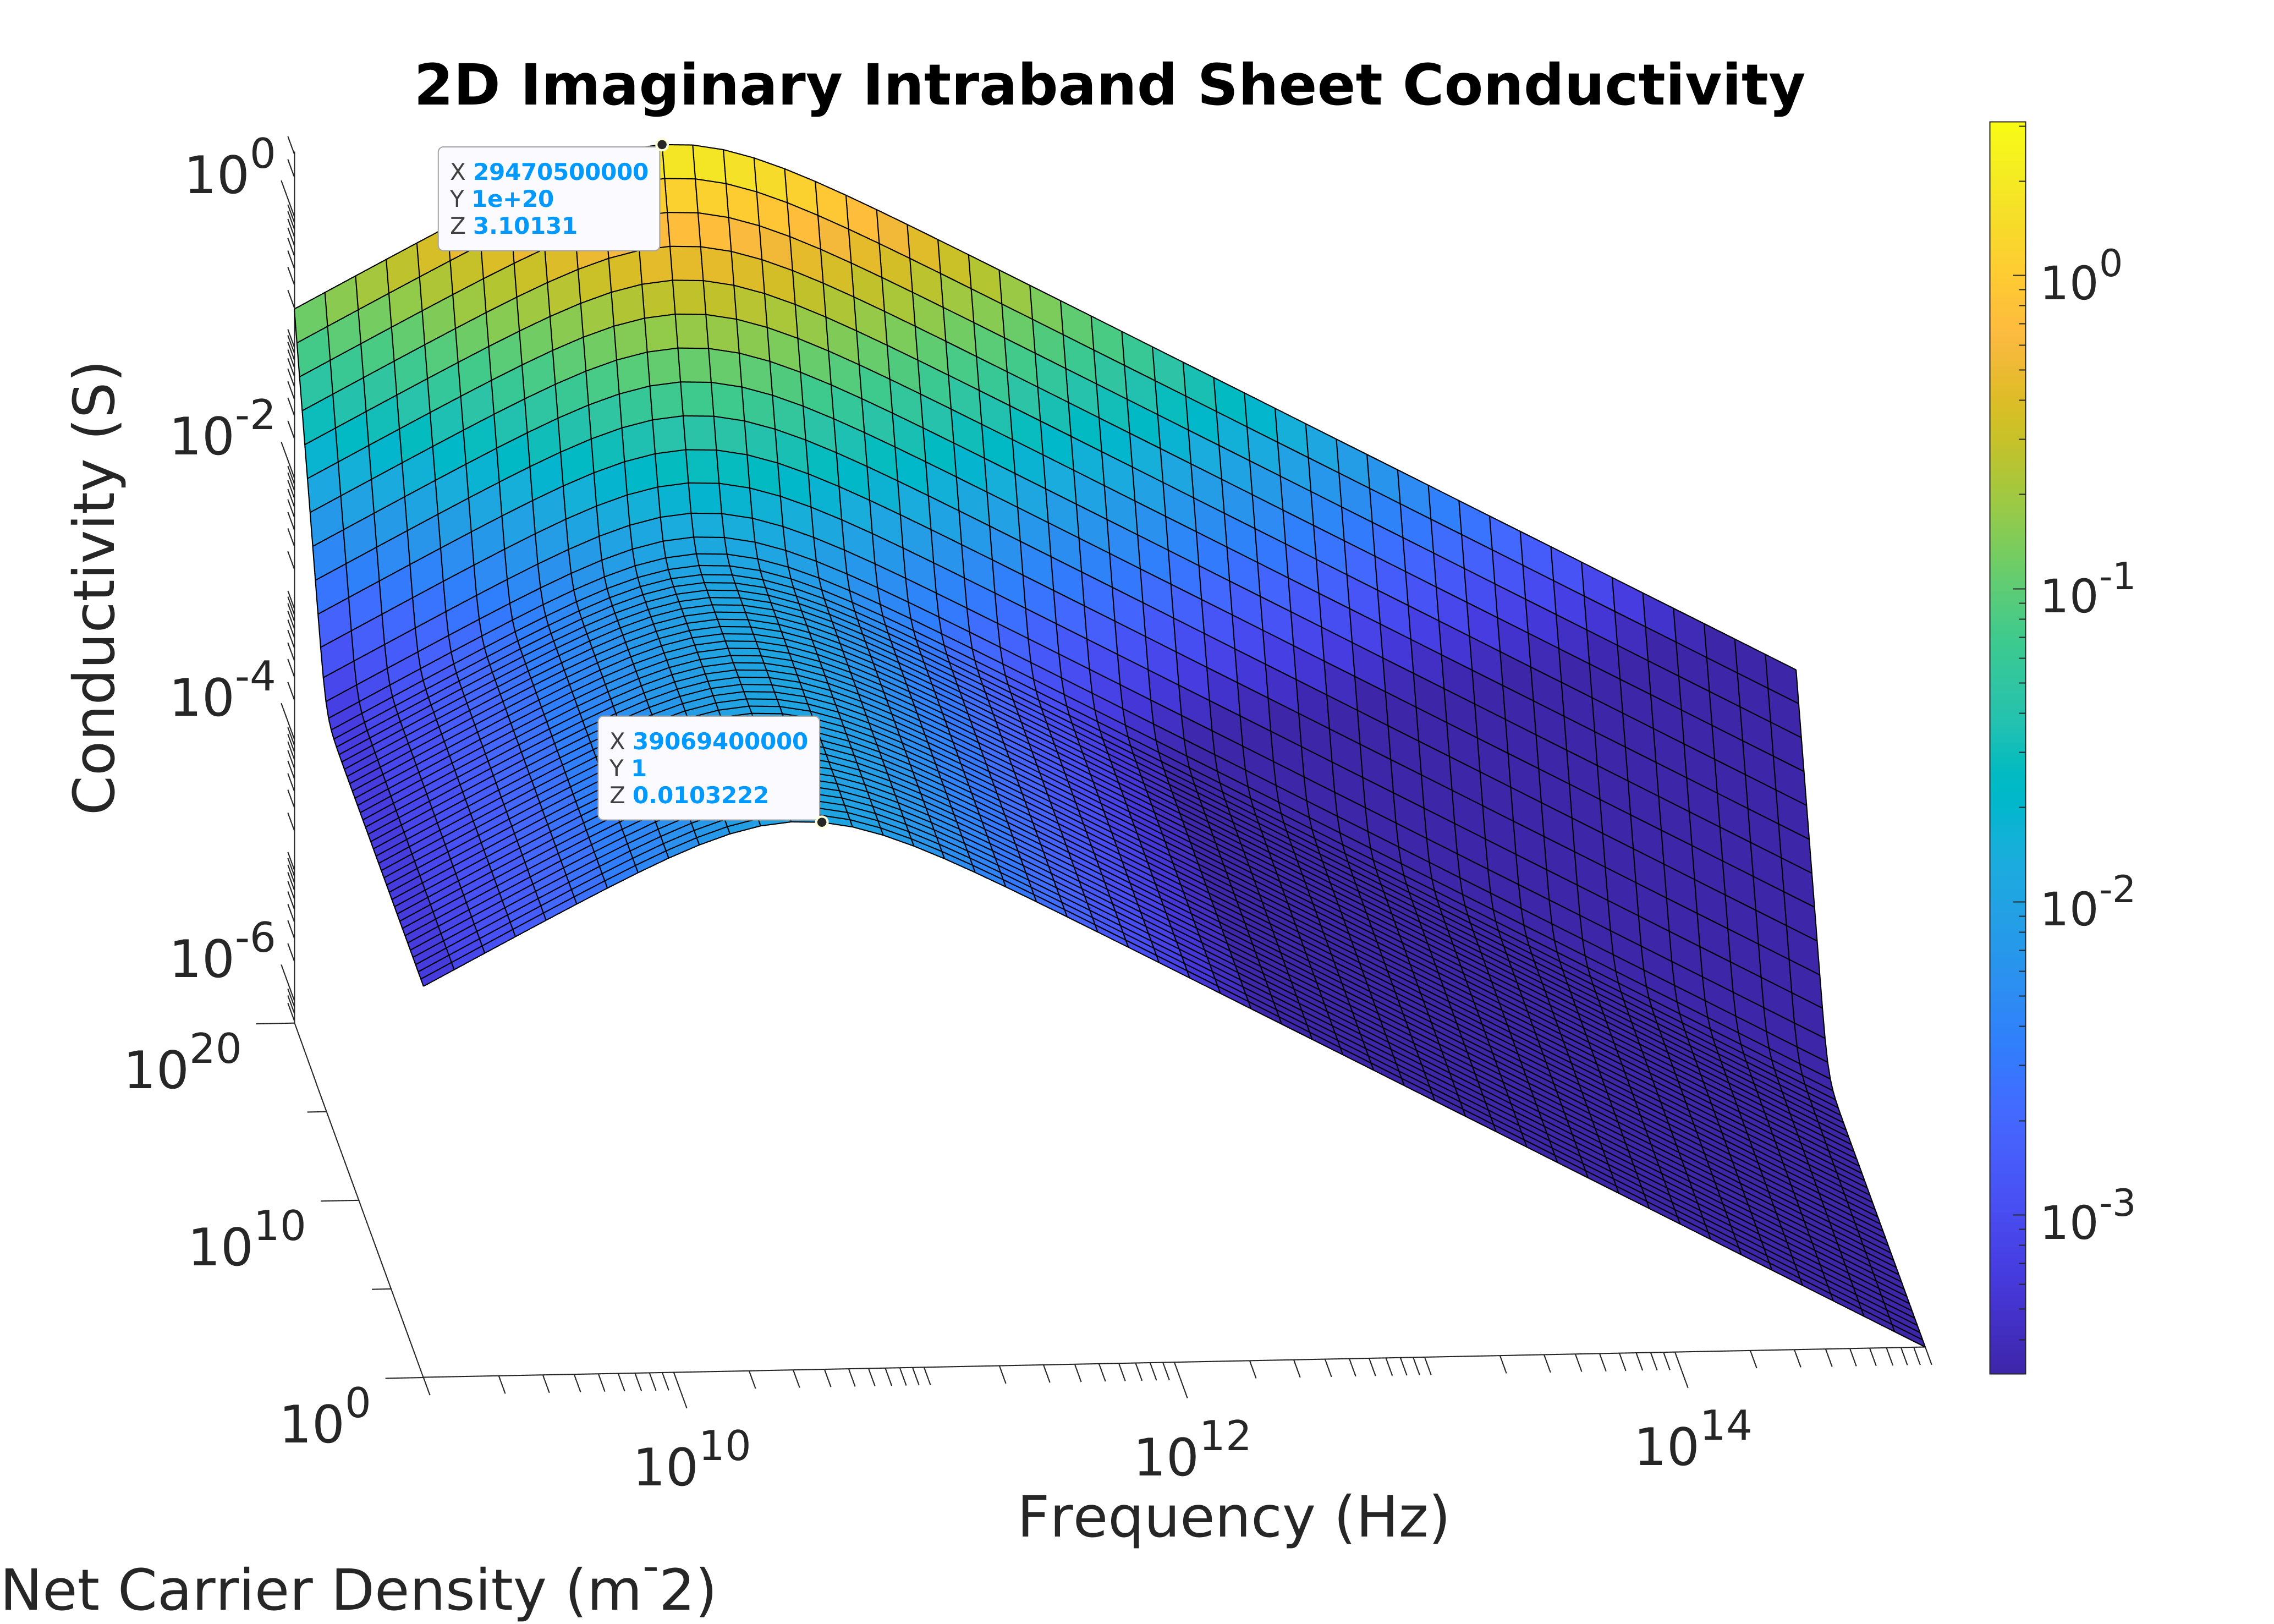 2D Imaginary Intraband Sheet Conductivity
X 29470500000
Y 1e+20
Z 3.10131
X 39069400000
Y 1
Z 0.0103222
Conductivity (S)
10^0
10^-2
10^-4
10^-6
10^20
10^10
10^0
Net Carrier Density (m^-2)
10^10
10^12
10^14
Frequency (Hz)
10^0
10^-1
10^-2
10^-3